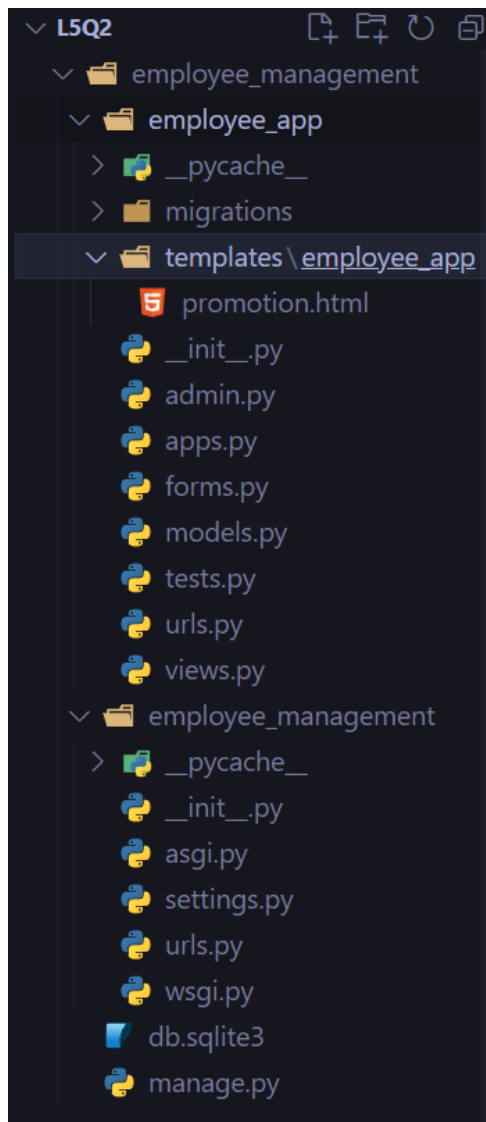 L5Q2
employee_management
employee_app
__pycache__
migrations
templates\employee_app
promotion.html
__init__.py
admin.py
apps.py
forms.py
models.py
tests.py
urls.py
views.py
employee_management
__pycache__
__init__.py
asgi.py
settings.py
urls.py
wsgi.py
db.sqlite3
manage.py